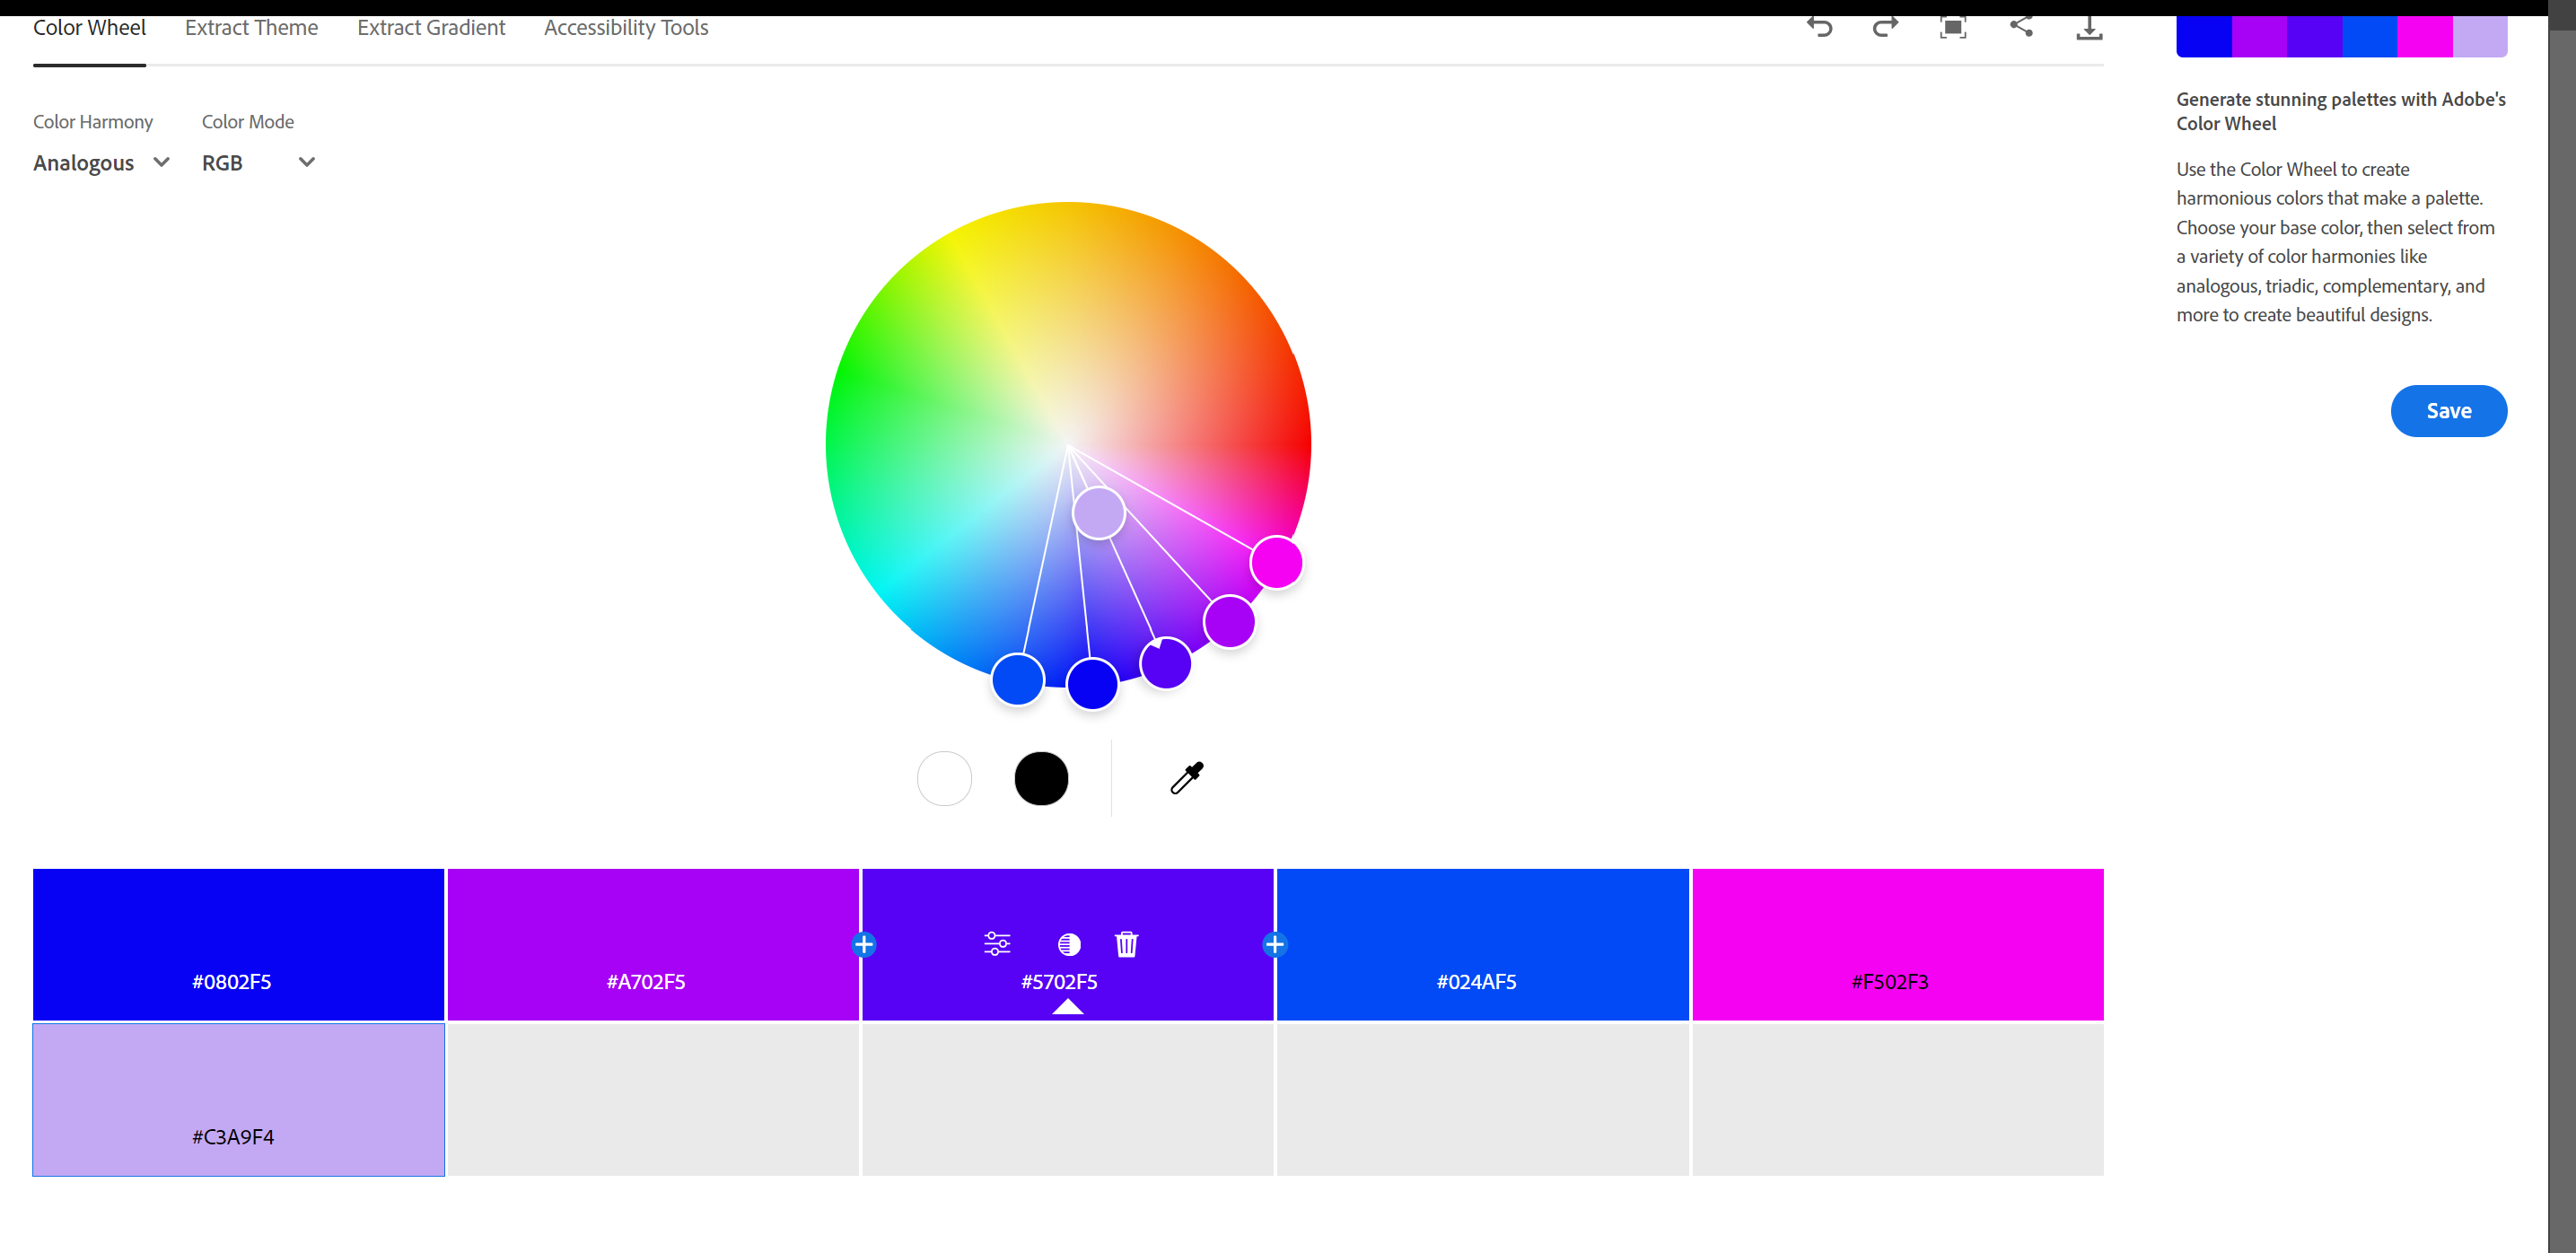 Color Wheel Extract Theme Extract Gradient Accessibility Tools
Color Harmony Color Mode
Analogous RGB
Generate stunning palettes with Adobe's
Color Wheel
Use the Color Wheel to create
harmonious colors that make a palette.
Choose your base color, then select from
a variety of color harmonies like
analogous, triadic, complementary, and
more to create beautiful designs.
Save
#0802F5 #A702F5 #5702F5 #024AF5 #F502F3
#C3A9F4